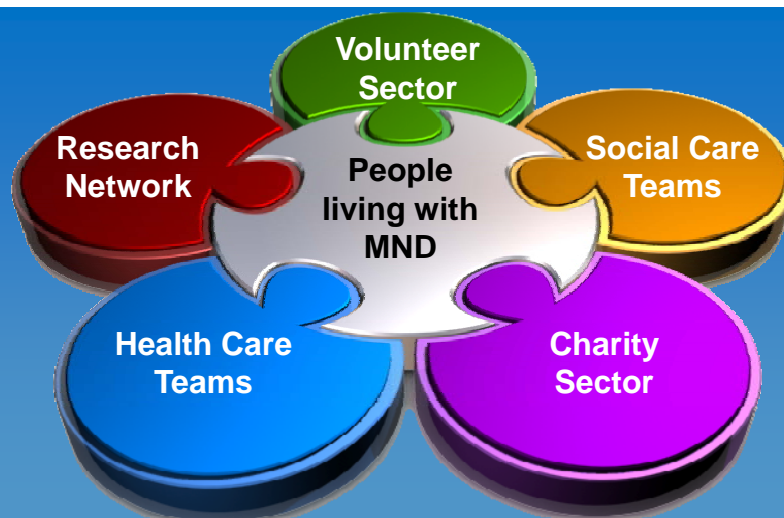 Volunteer
Sector
Research
Network
People
living with
MND
Social Care
Teams
Health Care
Teams
Charity
Sector